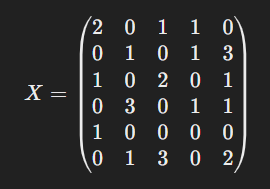 2 0 1 1 0
0 1 0 1 3
X = 1 0 2 0 1
0 3 0 1 1
1 0 0 0 0
0 1 3 0 2